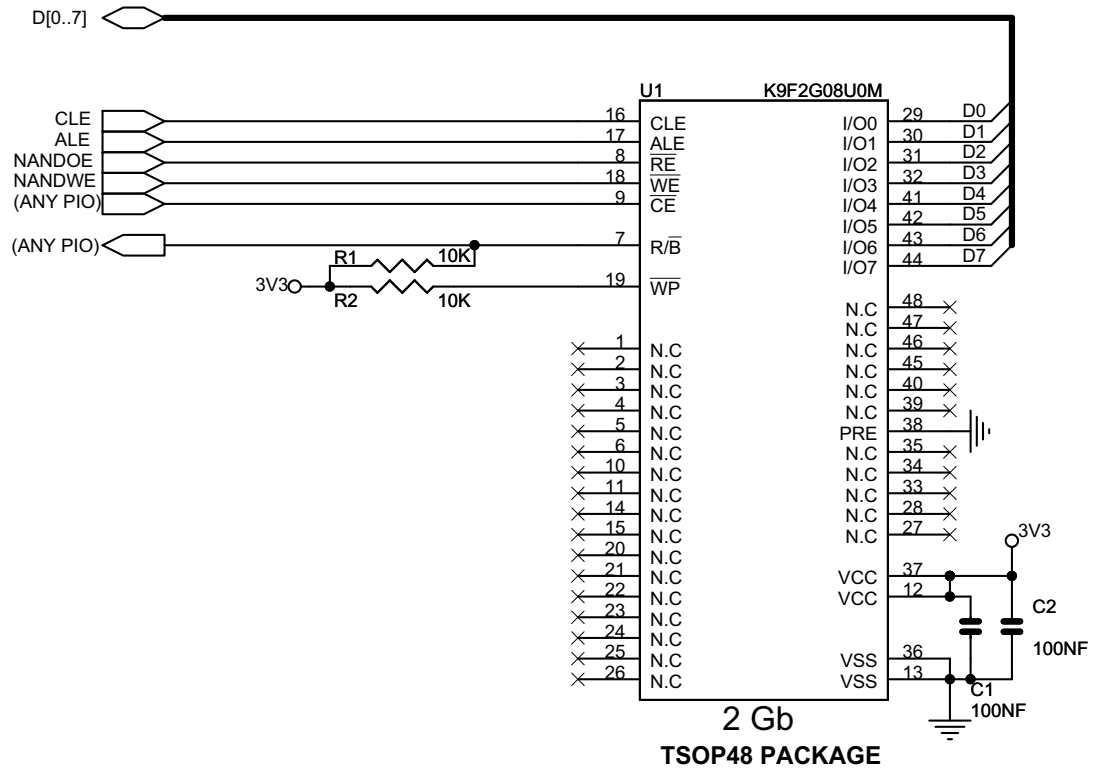 D[0..7]
U1 K9F2G08U0M
CLE 16 CLE I/O0 29 D0
ALE 17 ALE I/O1 30 D1
NANDOE 8 RE I/O2 31 D2
NANDWE 18 WE I/O3 32 D3
(ANY PIO) 9 CE I/O4 41 D4
I/O5 42 D5
(ANY PIO) 7 R/B I/O6 43 D6
R1 10K I/O7 44 D7
3V3 19 WP
R2 10K
N.C 48
N.C 47
1 N.C N.C 46
2 N.C N.C 45
3 N.C N.C 40
4 N.C N.C 39
5 N.C PRE 38
6 N.C N.C 35
10 N.C N.C 34
11 N.C N.C 33
14 N.C N.C 28
15 N.C N.C 27
3V3
20 N.C
21 N.C VCC 37
22 N.C VCC 12
C2
23 N.C
24 N.C
100NF
25 N.C VSS 36
26 N.C VSS 13
C1
100NF
2 Gb
TSOP48 PACKAGE